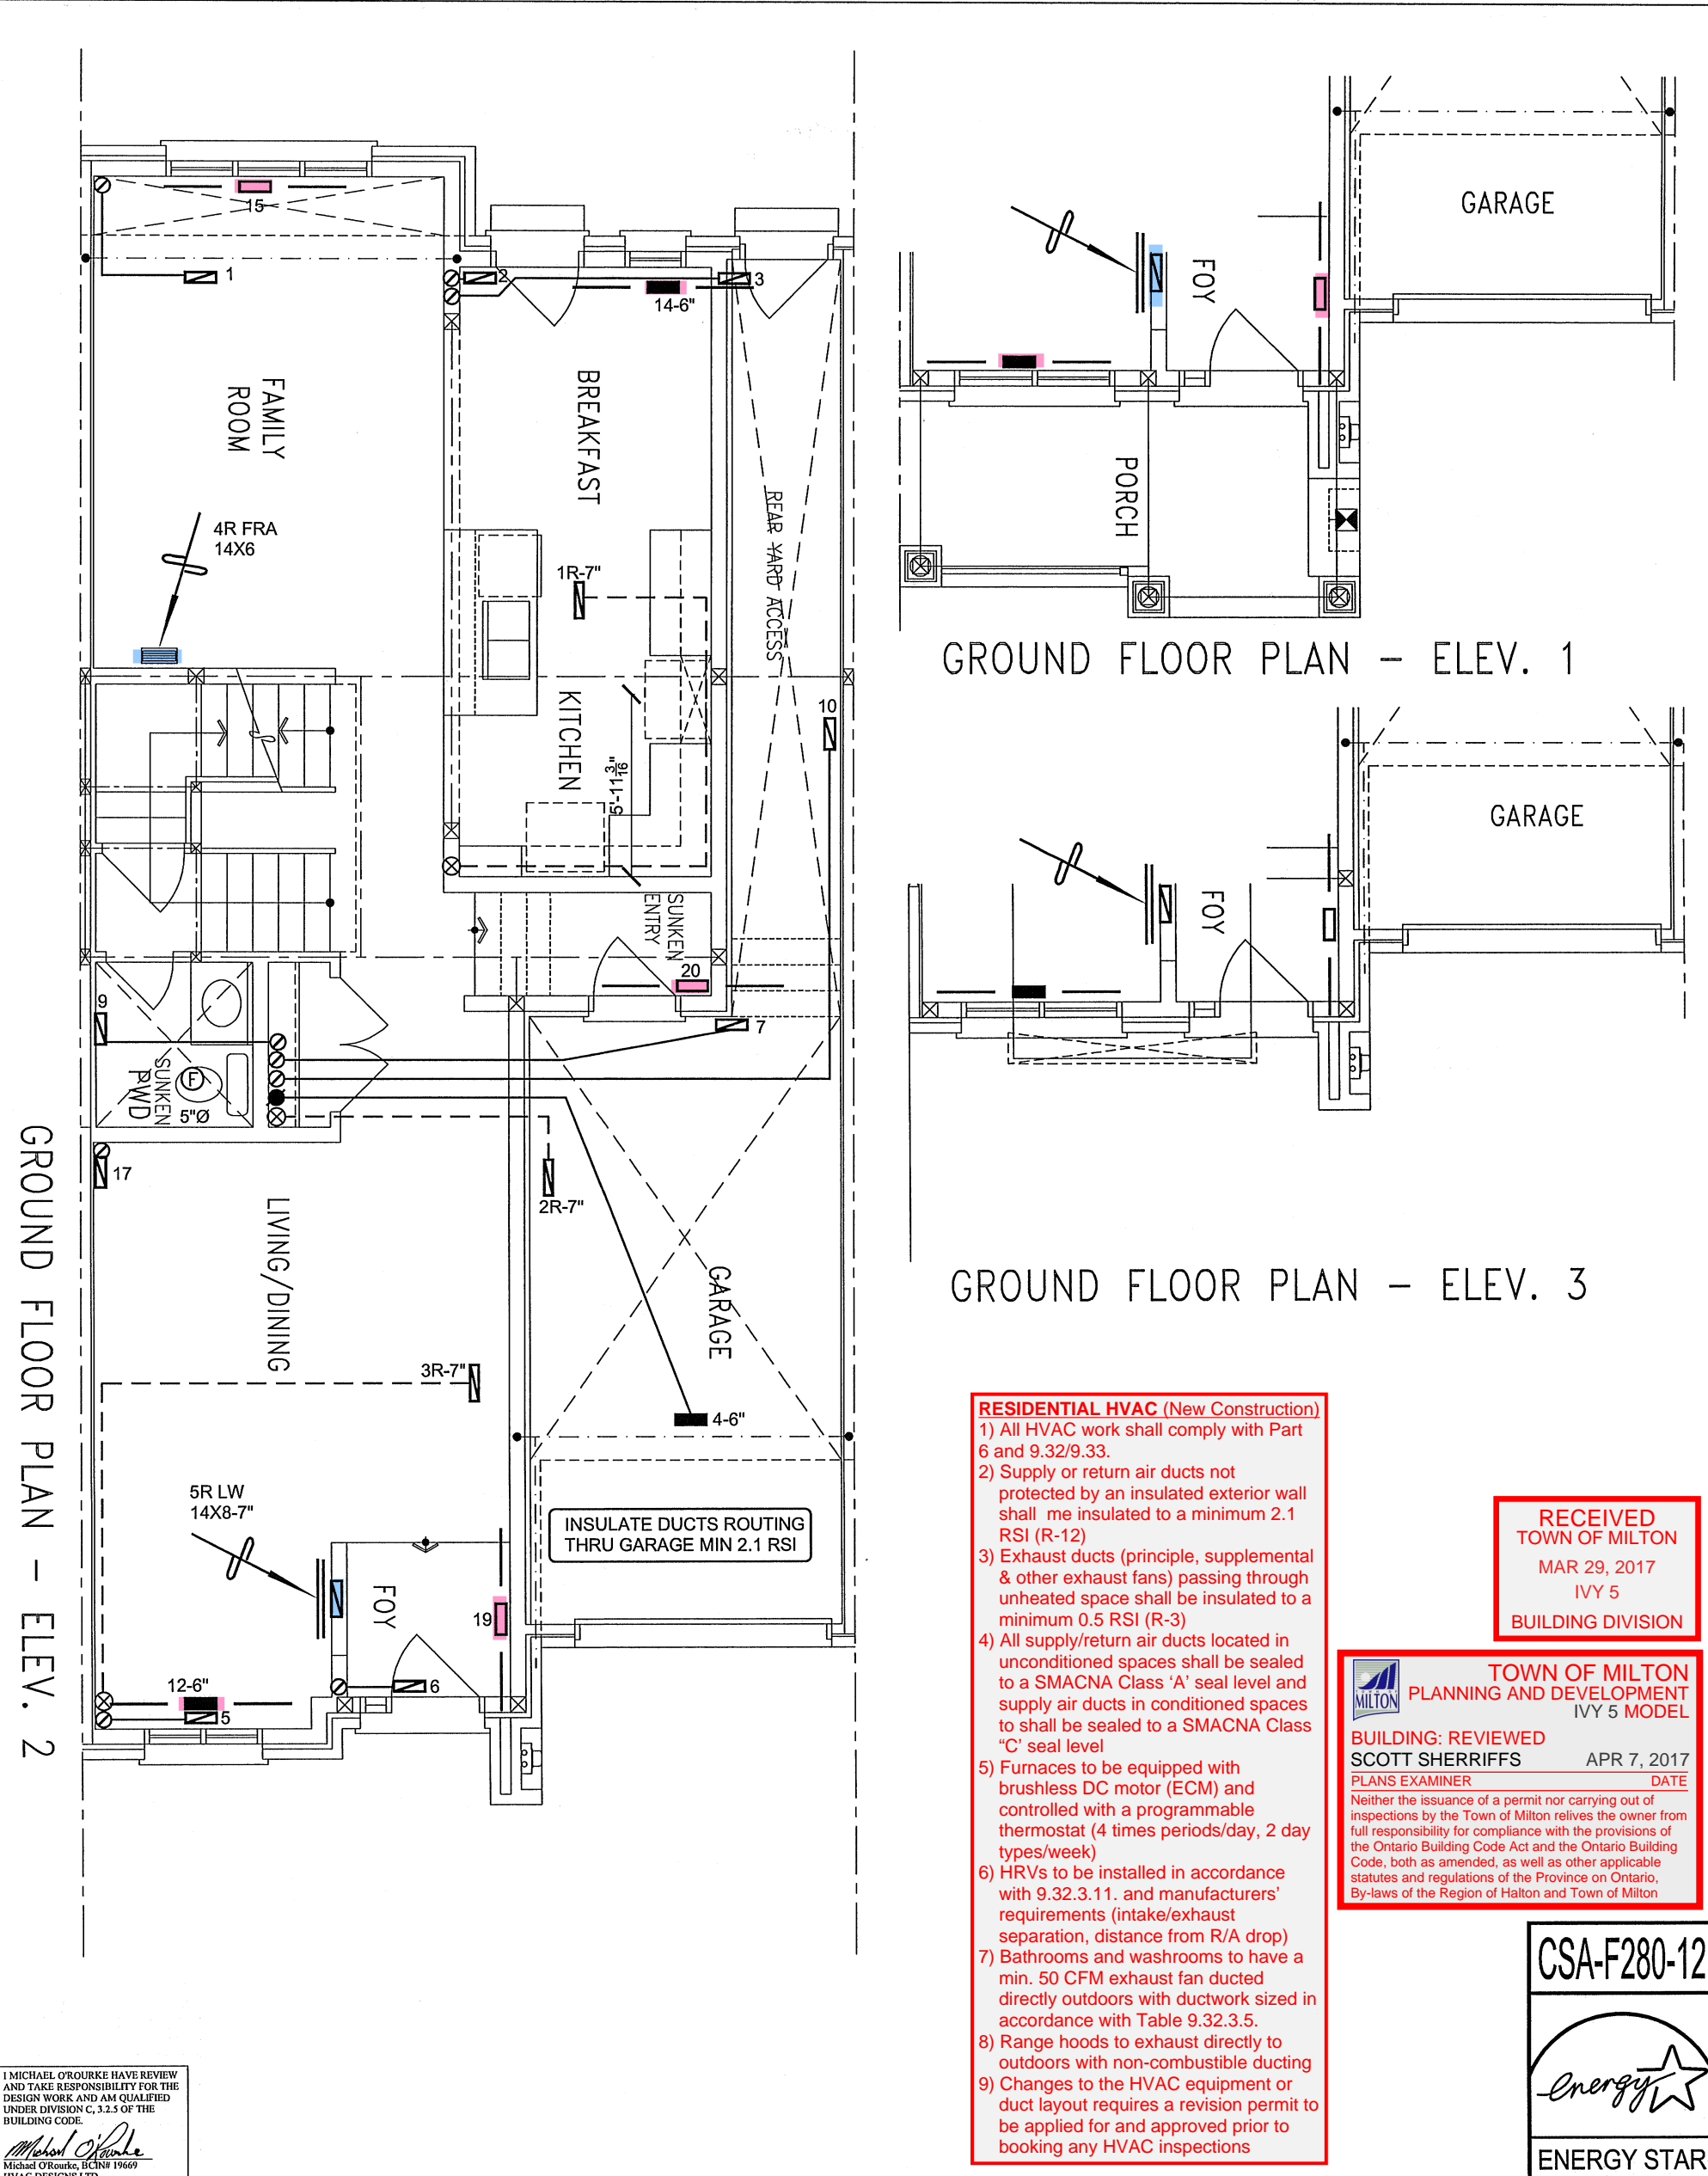 15
1
2
3
14-6"
FAMILY
ROOM
BREAKFAST
REAR YARD ACCESS
4R FRA
14X6
1R-7"
KITCHEN
5'-1 3/16"
10
SUNKEN
ENTRY
20
7
9
SUNKEN
PWD
F
5"Ø
17
2R-7"
LIVING/DINING
GARAGE
3R-7"
4-6"
5R LW
14X8-7"
INSULATE DUCTS ROUTING
THRU GARAGE MIN 2.1 RSI
FOY
19
12-6"
5
6
GROUND FLOOR PLAN - ELEV. 2
GARAGE
FOY
PORCH
GROUND FLOOR PLAN - ELEV. 1
GARAGE
FOY
GROUND FLOOR PLAN - ELEV. 3
RESIDENTIAL HVAC (New Construction)
1) All HVAC work shall comply with Part
6 and 9.32/9.33.
2) Supply or return air ducts not
protected by an insulated exterior wall
shall me insulated to a minimum 2.1
RSI (R-12)
3) Exhaust ducts (principle, supplemental
& other exhaust fans) passing through
unheated space shall be insulated to a
minimum 0.5 RSI (R-3)
4) All supply/return air ducts located in
unconditioned spaces shall be sealed
to a SMACNA Class ‘A’ seal level and
supply air ducts in conditioned spaces
to shall be sealed to a SMACNA Class
“C’ seal level
5) Furnaces to be equipped with
brushless DC motor (ECM) and
controlled with a programmable
thermostat (4 times periods/day, 2 day
types/week)
6) HRVs to be installed in accordance
with 9.32.3.11. and manufacturers’
requirements (intake/exhaust
separation, distance from R/A drop)
7) Bathrooms and washrooms to have a
min. 50 CFM exhaust fan ducted
directly outdoors with ductwork sized in
accordance with Table 9.32.3.5.
8) Range hoods to exhaust directly to
outdoors with non-combustible ducting
9) Changes to the HVAC equipment or
duct layout requires a revision permit to
be applied for and approved prior to
booking any HVAC inspections
RECEIVED
TOWN OF MILTON
MAR 29, 2017
IVY 5
BUILDING DIVISION
TOWN OF MILTON
TOWN OF MILTON
PLANNING AND DEVELOPMENT
IVY 5 MODEL
BUILDING: REVIEWED
SCOTT SHERRIFFS APR 7, 2017
PLANS EXAMINER DATE
Neither the issuance of a permit nor carrying out of
inspections by the Town of Milton relives the owner from
full responsibility for compliance with the provisions of
the Ontario Building Code Act and the Ontario Building
Code, both as amended, as well as other applicable
statutes and regulations of the Province on Ontario,
By-laws of the Region of Halton and Town of Milton
CSA-F280-12
energy
ENERGY STAR
I MICHAEL O'ROURKE HAVE REVIEW
AND TAKE RESPONSIBILITY FOR THE
DESIGN WORK AND AM QUALIFIED
UNDER DIVISION C, 3.2.5 OF THE
BUILDING CODE.
Michael O'Rourke
Michael O'Rourke, BCIN# 19669
HVAC DESIGNS LTD.